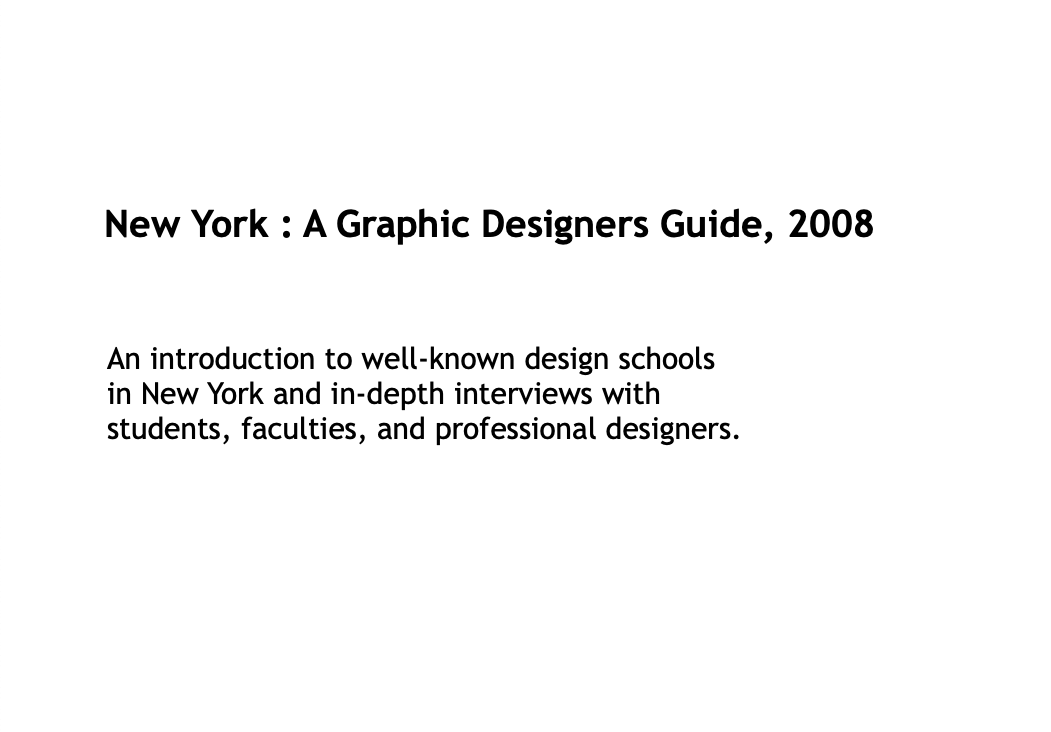 New York : A Graphic Designers Guide, 2008
An introduction to well-known design schools
in New York and in-depth interviews with
students, faculties, and professional designers.